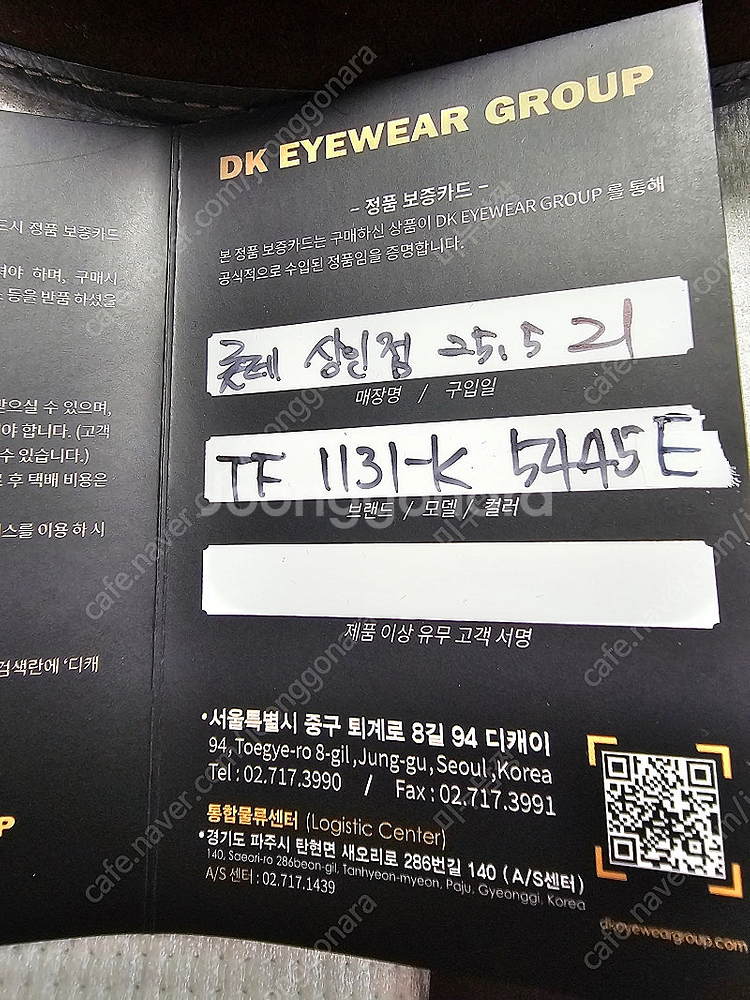 도시 정품 보증카드
져야 하며, 구매시
등을 반품 하셨을
받으실 수 있으며,
야 합니다. (고객
수 있습니다.)
후 택배 비용은
스를 이용 하시
검색란에 '디캐
P
DK EYEWEAR GROUP
- 정품 보증카드 -
본 정품 보증카드는 구매하신 상품이 DK EYEWEAR GROUP 를 통해
공식적으로 수입된 정품임을 증명합니다.
롯데 상인점 25.5 21
매장명 / 구입일
TF 1131-K 5445E
브랜드 / 모델 / 컬러
제품 이상 유무 고객 서명
•서울특별시 중구 퇴계로 8길 94 디캐이
94, Toegye-ro 8-gil, Jung-gu, Seoul, Korea
Tel : 02.717.3990 / Fax : 02.717.3991
통합물류센터 (Logistic Center)
•경기도 파주시 탄현면 새오리로 286번길 140 (A/S센터)
140, Saeori-ro 286beon-gil, Tanhyeon-myeon, Paju, Gyeonggi, Korea
A/S 센터 : 02.717.1439
dkeyeweargroup.com
Joonggonara
cafe.naver.com/joonggonara